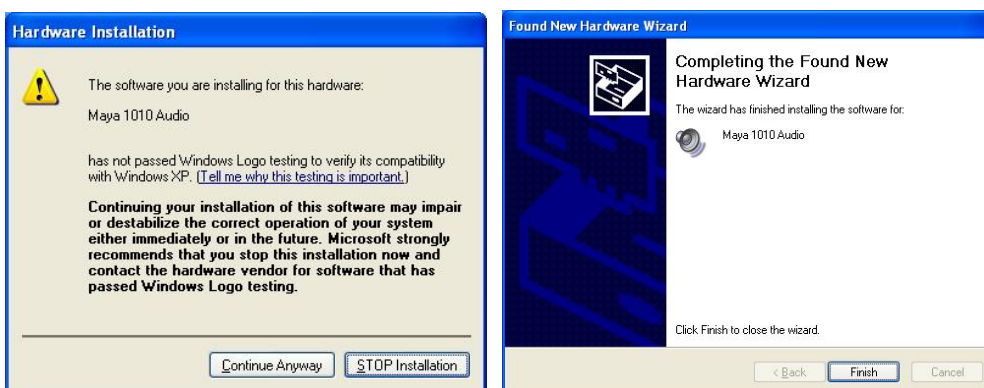 Hardware Installation
The software you are installing for this hardware:
Maya 1010 Audio
has not passed Windows Logo testing to verify its compatibility
with Windows XP. (Tell me why this testing is important.)
Continuing your installation of this software may impair
or destabilize the correct operation of your system
either immediately or in the future. Microsoft strongly
recommends that you stop this installation now and
contact the hardware vendor for software that has
passed Windows Logo testing.
Continue Anyway
STOP Installation
Found New Hardware Wizard
Completing the Found New
Hardware Wizard
The wizard has finished installing the software for:
Maya 1010 Audio
Click Finish to close the wizard.
< Back
Finish
Cancel